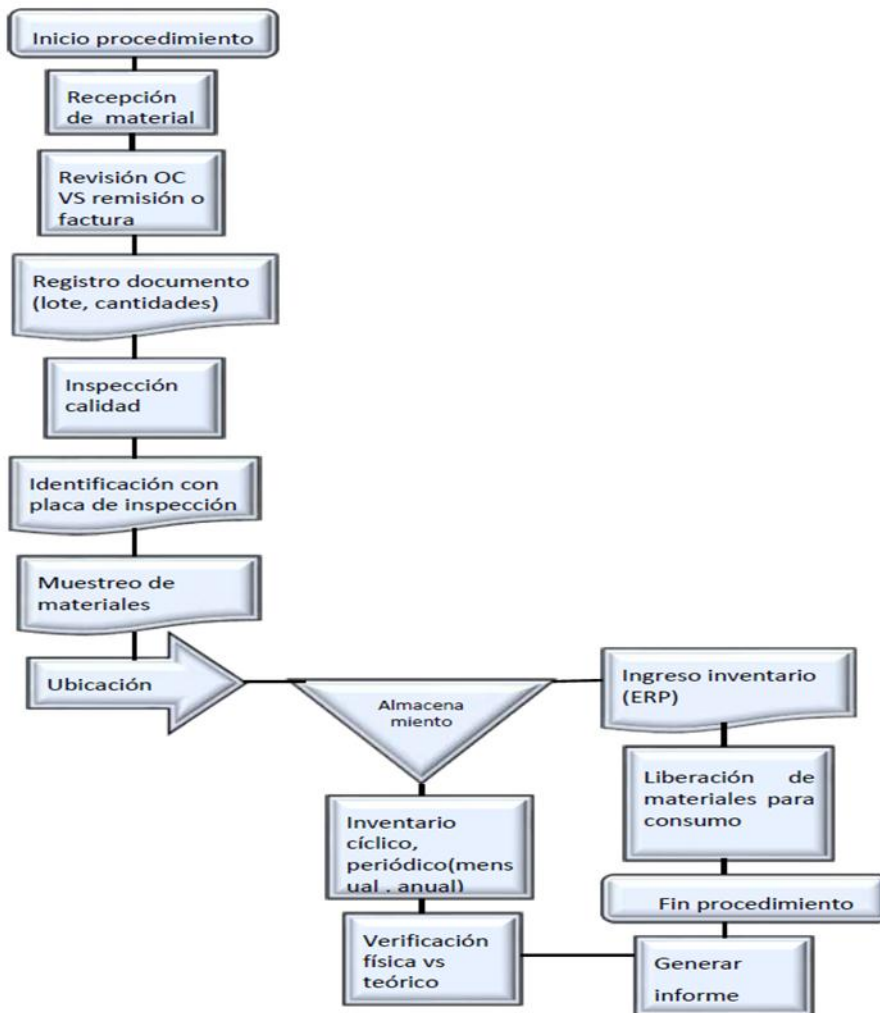 Inicio procedimiento
Recepción
de material
Revisión OC
VS remisión o
factura
Registro documento
(lote, cantidades)
Inspección
calidad
Identificación con
placa de inspección
Muestreo de
materiales
Ubicación
Almacena
miento
Ingreso inventario
(ERP)
Liberación de
materiales para
consumo
Inventario
cíclico,
periódico(mens
ual , anual)
Verificación
física vs
teórico
Fin procedimiento
Generar
informe